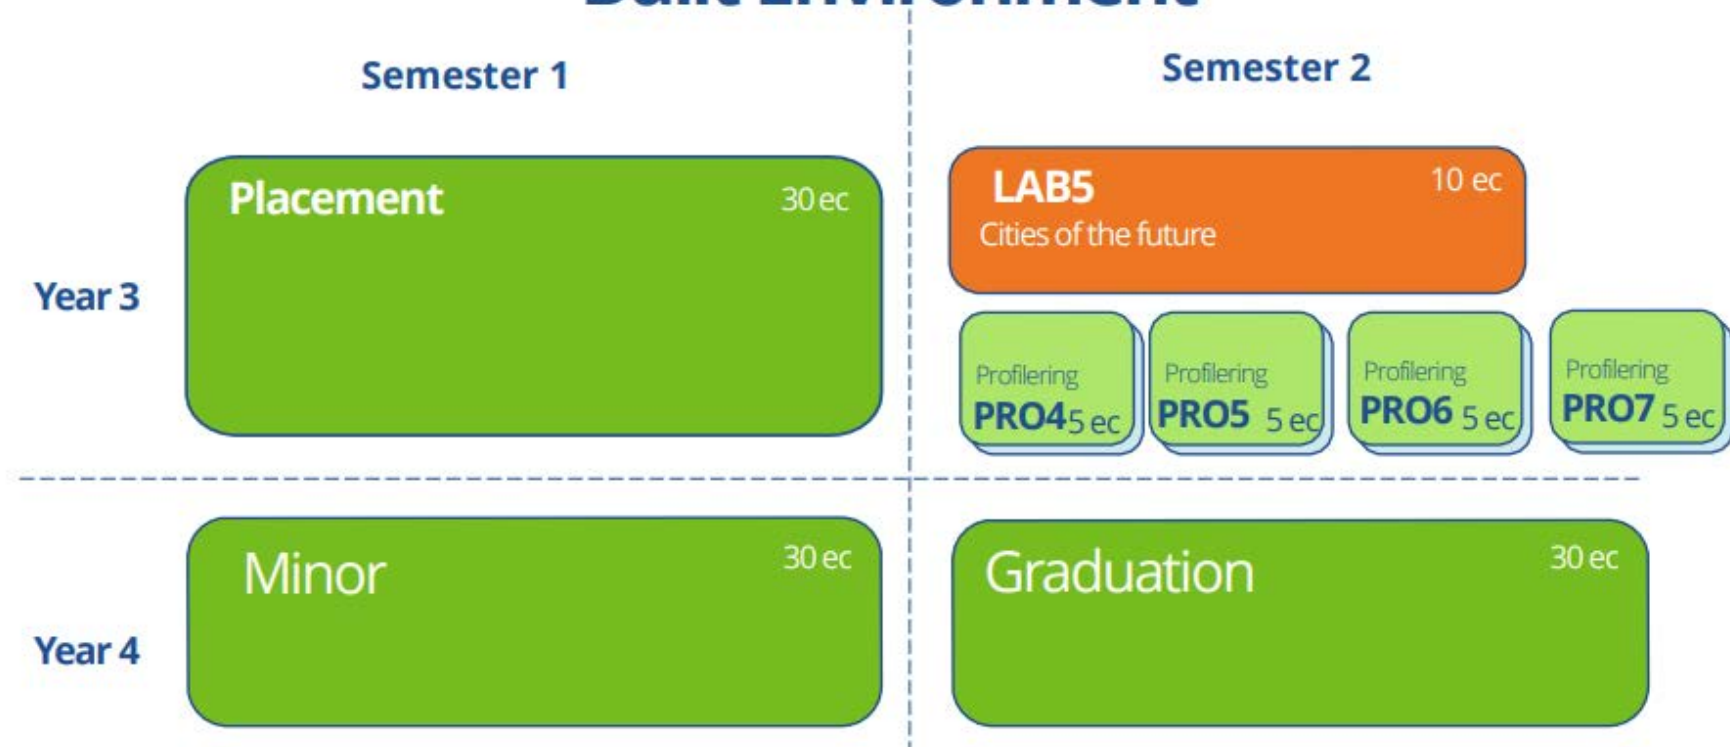 Built Environment
Semester 1
Semester 2
Year 3
Placement 30 ec
LAB5 10 ec
Cities of the future
Profilering
PRO4 5 ec
Profilering
PRO5 5 ec
Profilering
PRO6 5 ec
Profilering
PRO7 5 ec
Year 4
Minor 30 ec
Graduation 30 ec